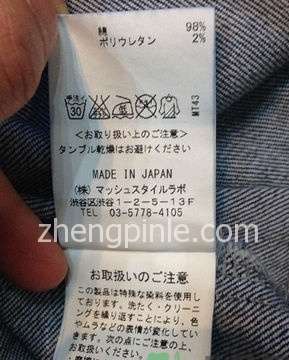 綿 98%
ポリウレタン 2%
30
MT43
<お取り扱い上のご注意>
タンブル乾燥はお避けください
MADE IN JAPAN
(株) マッシュスタイルラボ
渋谷区渋谷1-2-5-13F
TEL 03-5778-4105
zhengpinle.com
お取扱いのご注意
この製品は特殊な染料を使用し
ております。洗たく・クリーニ
ングを繰り返すことにより、色
やムラなどの表情が変化してい
きます。次の点にご注意の上、